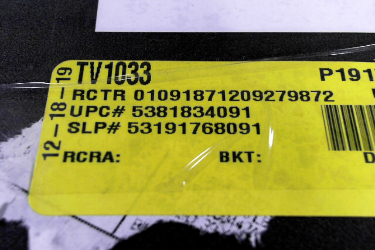 12-18-19
TV1033
P191
RCTR 01091871209279872
UPC# 5381834091
SLP# 53191768091
RCRA: BKT: